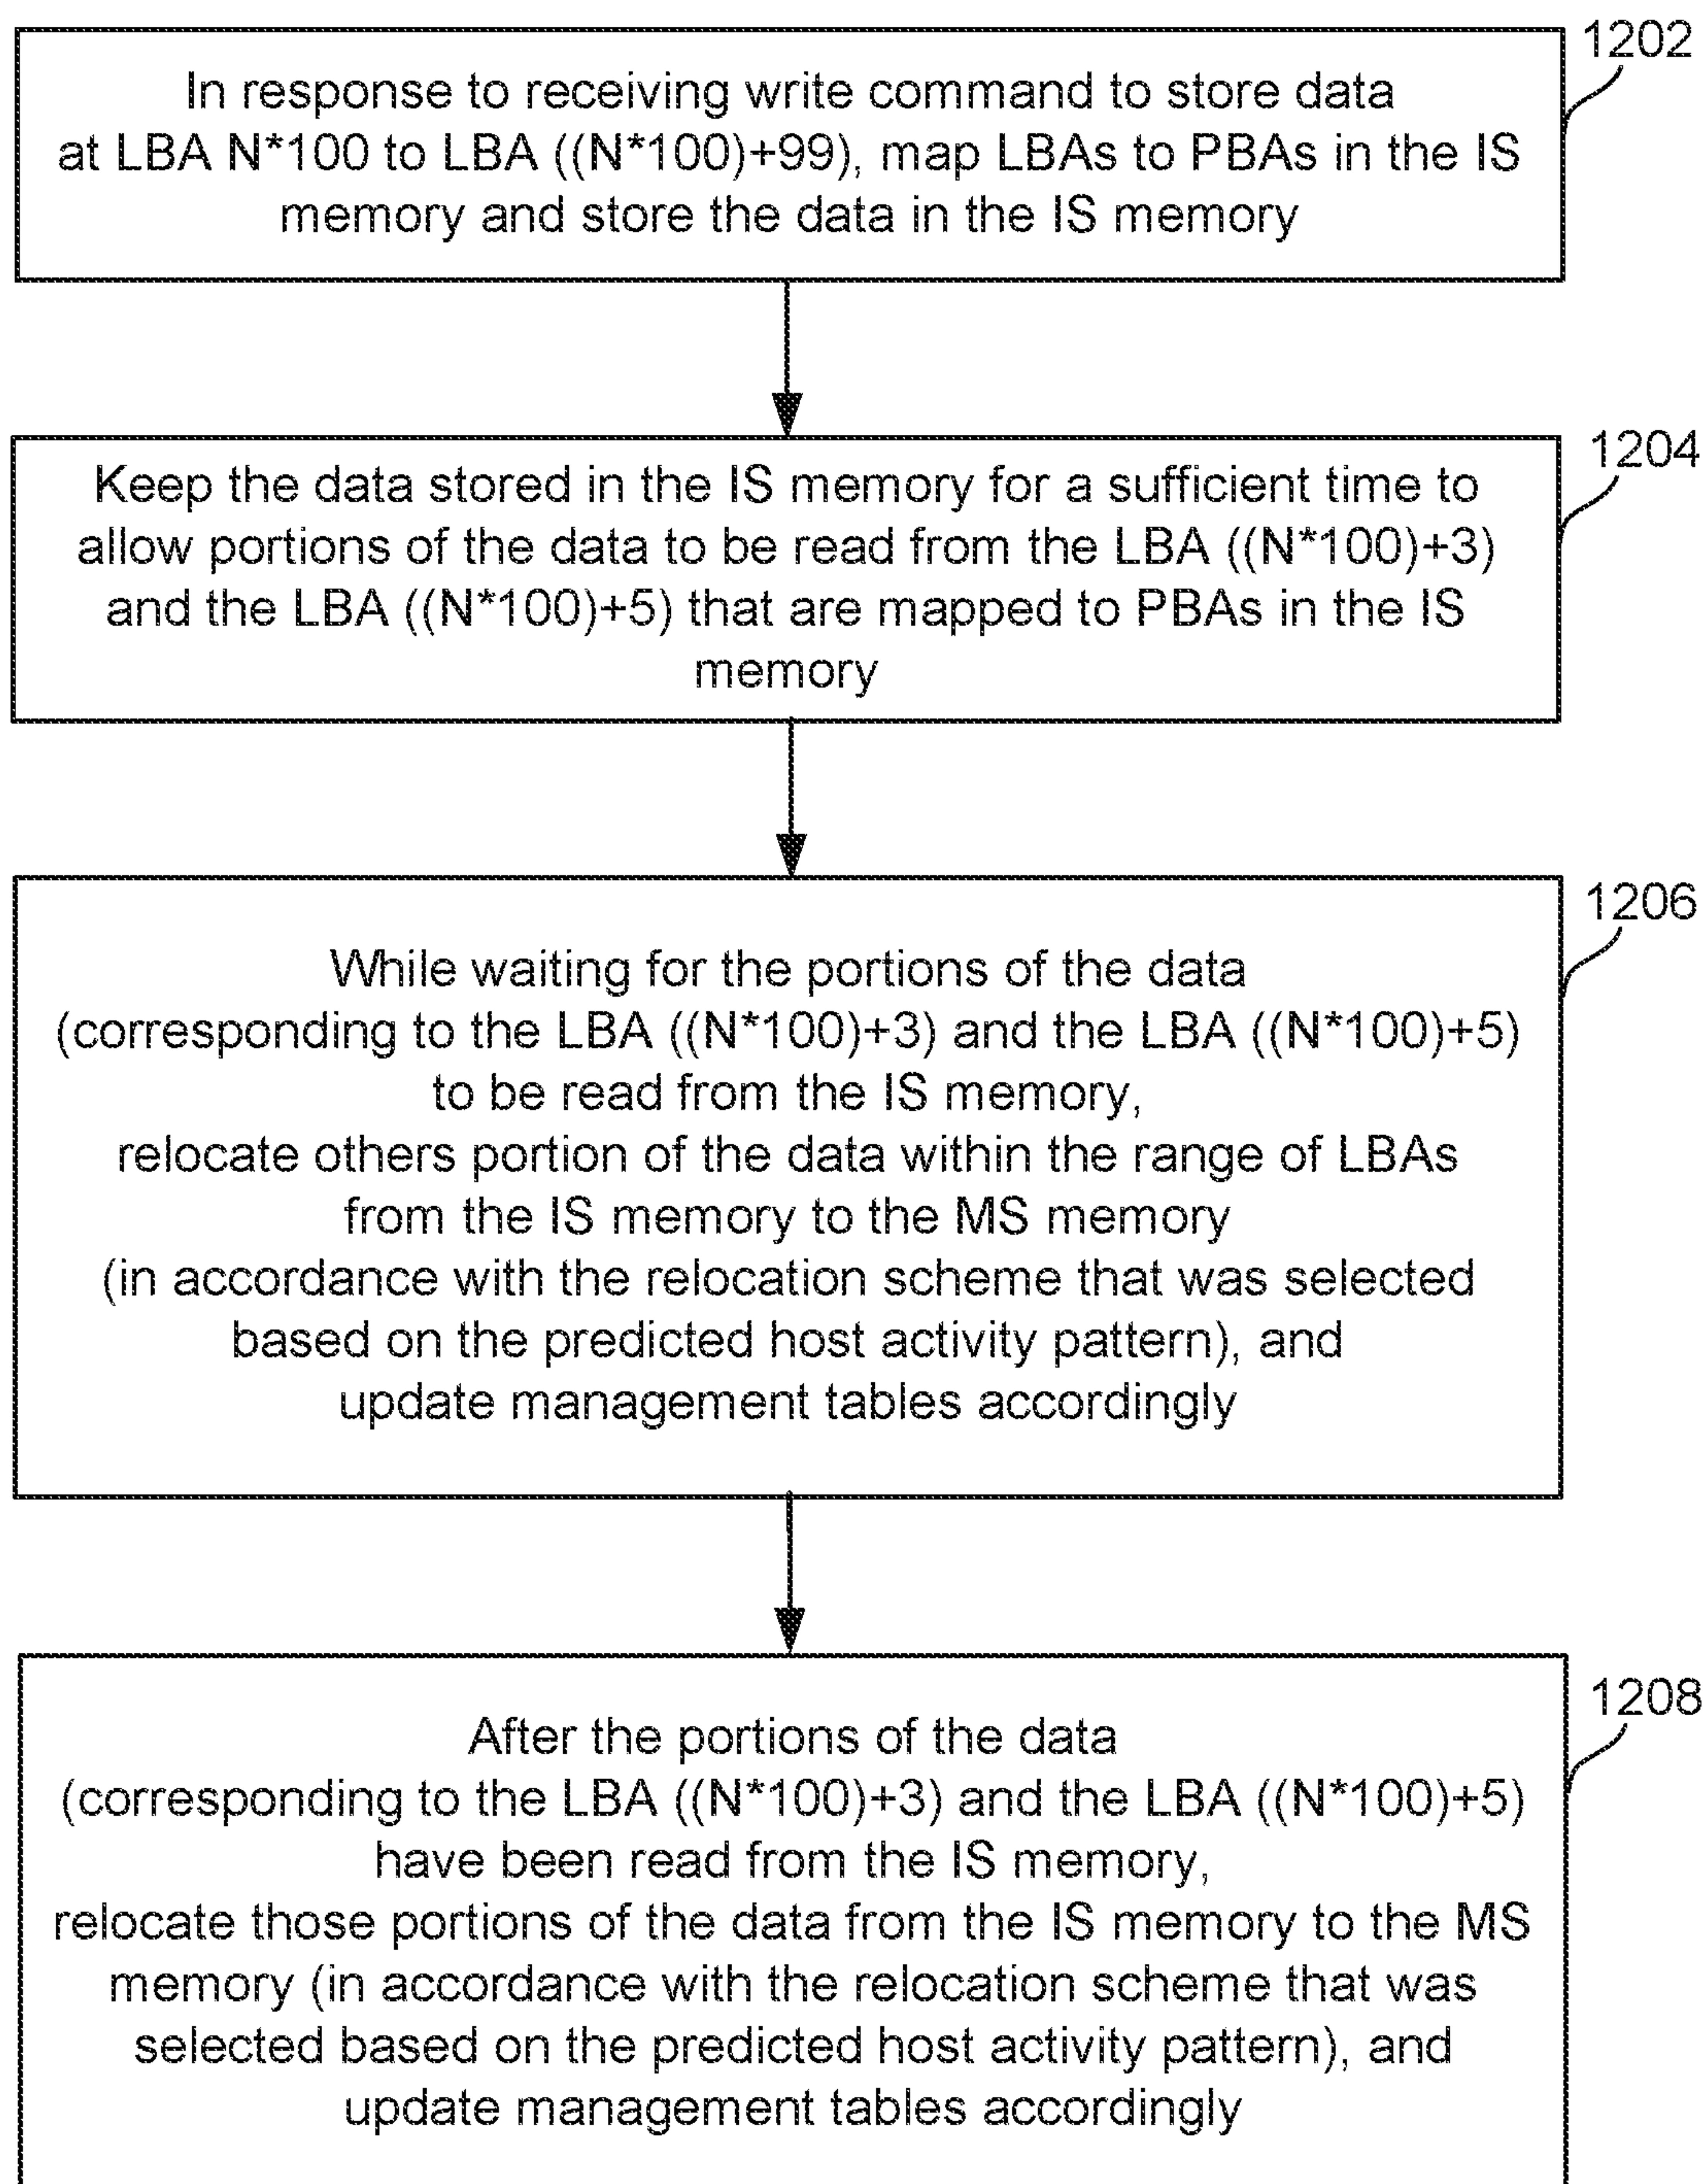 1202
In response to receiving write command to store data
at LBA N*100 to LBA ((N*100)+99), map LBAs to PBAs in the IS
memory and store the data in the IS memory
1204
Keep the data stored in the IS memory for a sufficient time to
allow portions of the data to be read from the LBA ((N*100)+3)
and the LBA ((N*100)+5) that are mapped to PBAs in the IS
memory
1206
While waiting for the portions of the data
(corresponding to the LBA ((N*100)+3) and the LBA ((N*100)+5)
to be read from the IS memory,
relocate others portion of the data within the range of LBAs
from the IS memory to the MS memory
(in accordance with the relocation scheme that was selected
based on the predicted host activity pattern), and
update management tables accordingly
1208
After the portions of the data
(corresponding to the LBA ((N*100)+3) and the LBA ((N*100)+5)
have been read from the IS memory,
relocate those portions of the data from the IS memory to the MS
memory (in accordance with the relocation scheme that was
selected based on the predicted host activity pattern), and
update management tables accordingly